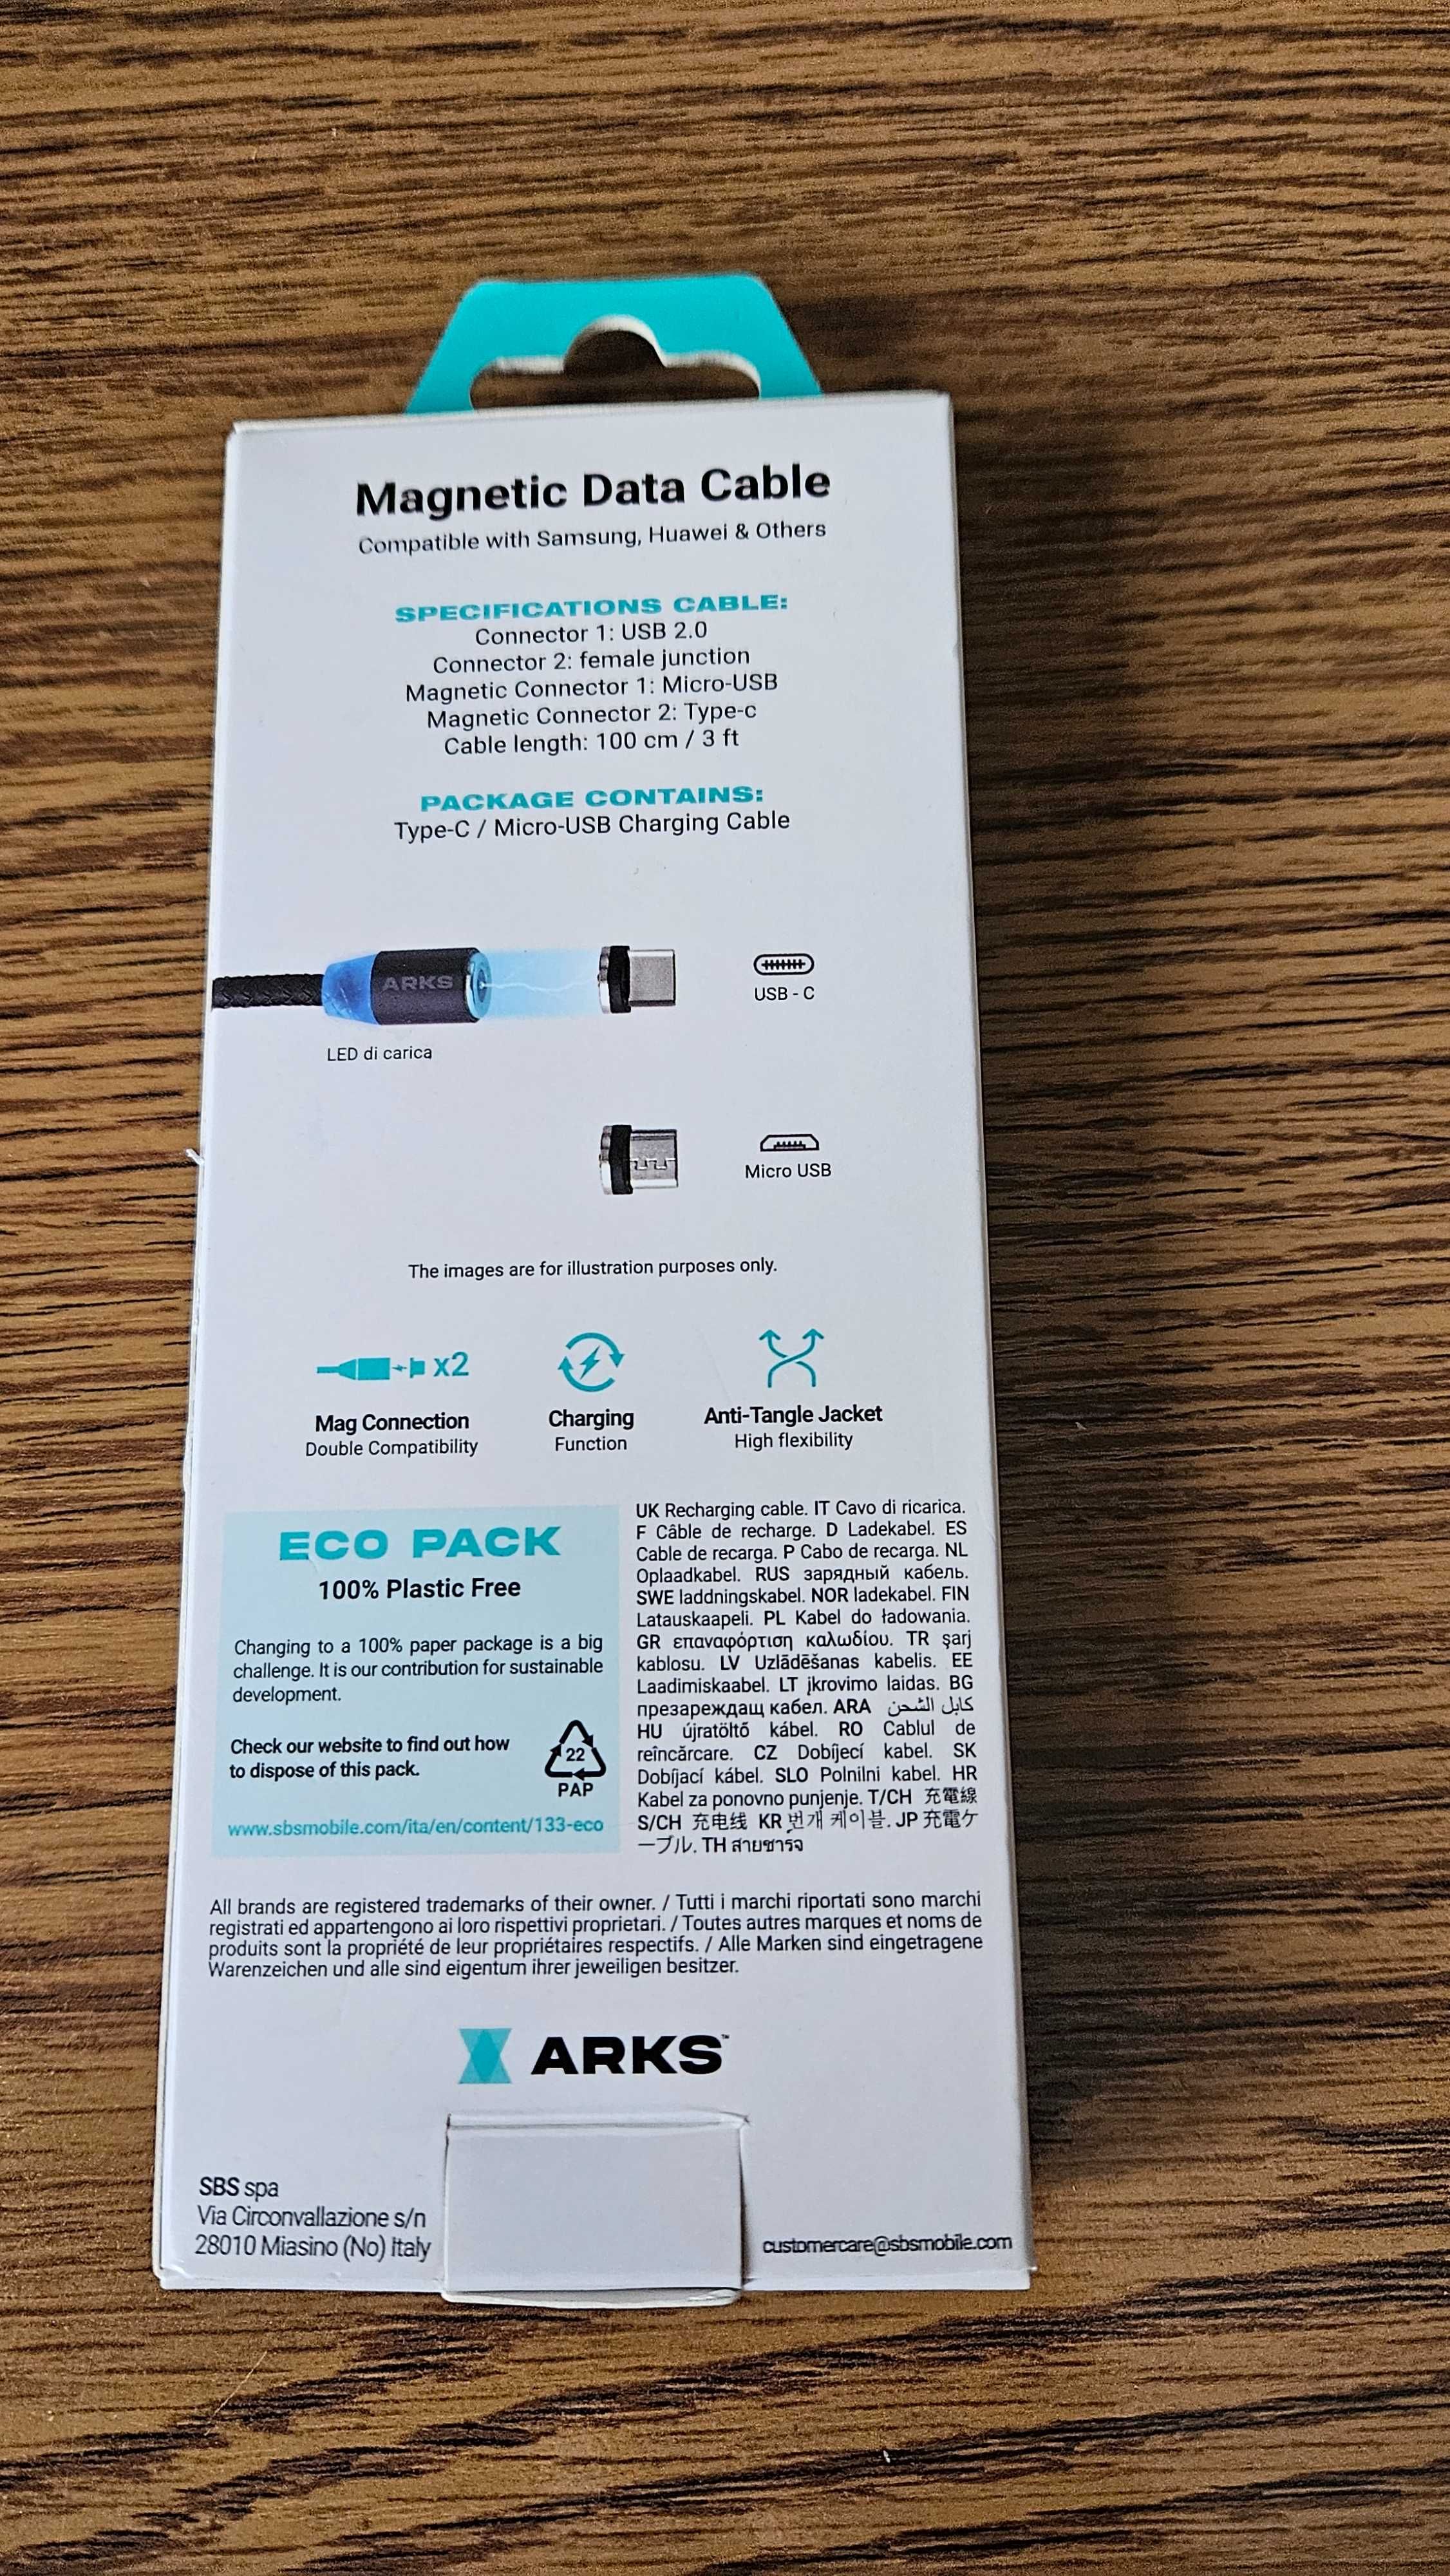 Magnetic Data Cable
Compatible with Samsung, Huawei & Others
SPECIFICATIONS CABLE:
Connector 1: USB 2.0
Connector 2: female junction
Magnetic Connector 1: Micro-USB
Magnetic Connector 2: Type-c
Cable length: 100 cm / 3 ft
PACKAGE CONTAINS:
Type-C / Micro-USB Charging Cable
ARKS
USB - C
LED di carica
Micro USB
The images are for illustration purposes only.
x2
Mag Connection
Double Compatibility
Charging
Function
Anti-Tangle Jacket
High flexibility
ECO PACK
100% Plastic Free
Changing to a 100% paper package is a big
challenge. It is our contribution for sustainable
development.
Check our website to find out how
to dispose of this pack.
22
PAP
www.sbsmobile.com/ita/en/content/133-eco
UK Recharging cable. IT Cavo di ricarica.
F Câble de recharge. D Ladekabel. ES
Cable de recarga. P Cabo de recarga. NL
Oplaadkabel. RUS зарядный кабель.
SWE laddningskabel. NOR ladekabel. FIN
Latauskaapeli. PL Kabel do ładowania.
GR επαναφόρτιση καλωδίου. TR şarj
kablosu. LV Uzlādēšanas kabelis. EE
Laadimiskaabel. LT įkrovimo laidas. BG
презареждащ кабел. ARA كابل الشحن
HU újratöltő kábel. RO Cablul de
reîncărcare. CZ Dobíjecí kabel. SK
Dobíjací kábel. SLO Polnilni kabel. HR
Kabel za ponovno punjenje. T/CH 充電線
S/CH 充电线 KR 번개 케이블. JP 充電ケ
ーブル. TH สายชาร์จ
All brands are registered trademarks of their owner. / Tutti i marchi riportati sono marchi
registrati ed appartengono ai loro rispettivi proprietari. / Toutes autres marques et noms de
produits sont la propriété de leur propriétaires respectifs. / Alle Marken sind eingetragene
Warenzeichen und alle sind eigentum ihrer jeweiligen besitzer.
ARKS™
SBS spa
Via Circonvallazione s/n
28010 Miasino (No) Italy
customercare@sbsmobile.com